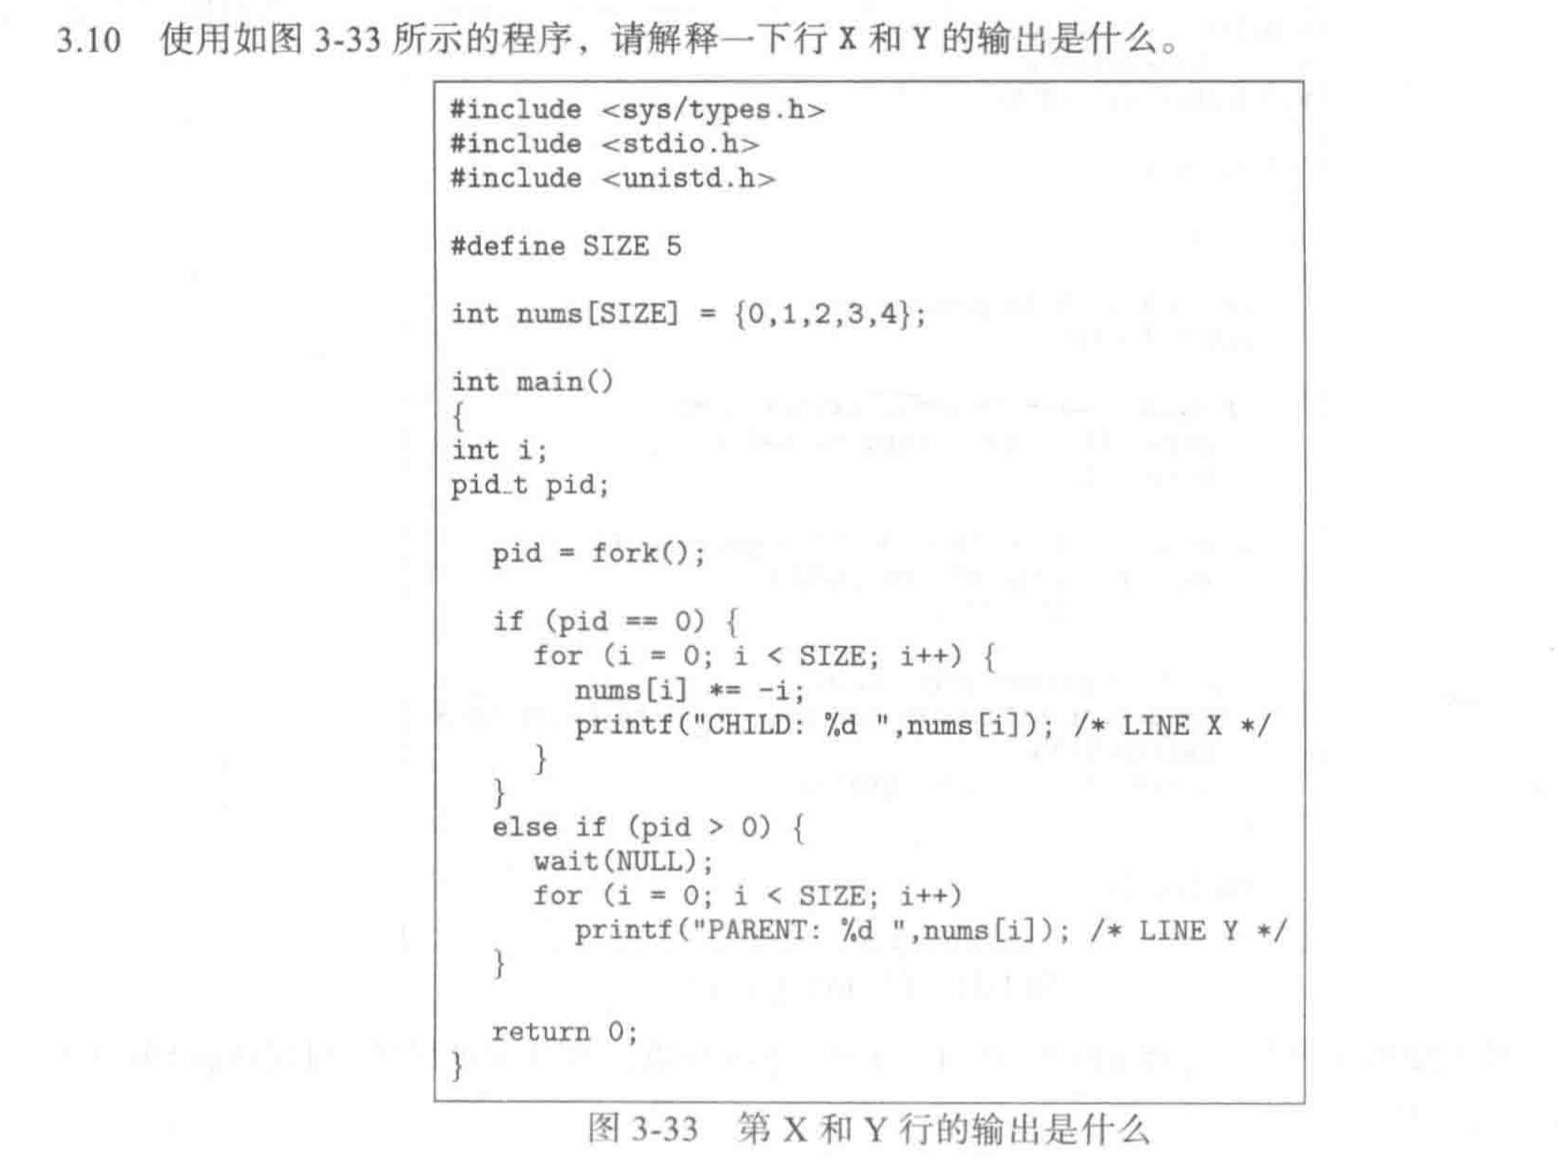 3.10 使用如图 3-33 所示的程序，请解释一下行 X 和 Y 的输出是什么。
#include <sys/types.h>
#include <stdio.h>
#include <unistd.h>
#define SIZE 5
int nums[SIZE] = {0,1,2,3,4};
int main()
{
int i;
pid_t pid;
pid = fork();
if (pid == 0) {
for (i = 0; i < SIZE; i++) {
nums[i] *= -i;
printf("CHILD: %d ",nums[i]); /* LINE X */
}
}
else if (pid > 0) {
wait(NULL);
for (i = 0; i < SIZE; i++)
printf("PARENT: %d ",nums[i]); /* LINE Y */
}
return 0;
}
图 3-33 第 X 和 Y 行的输出是什么